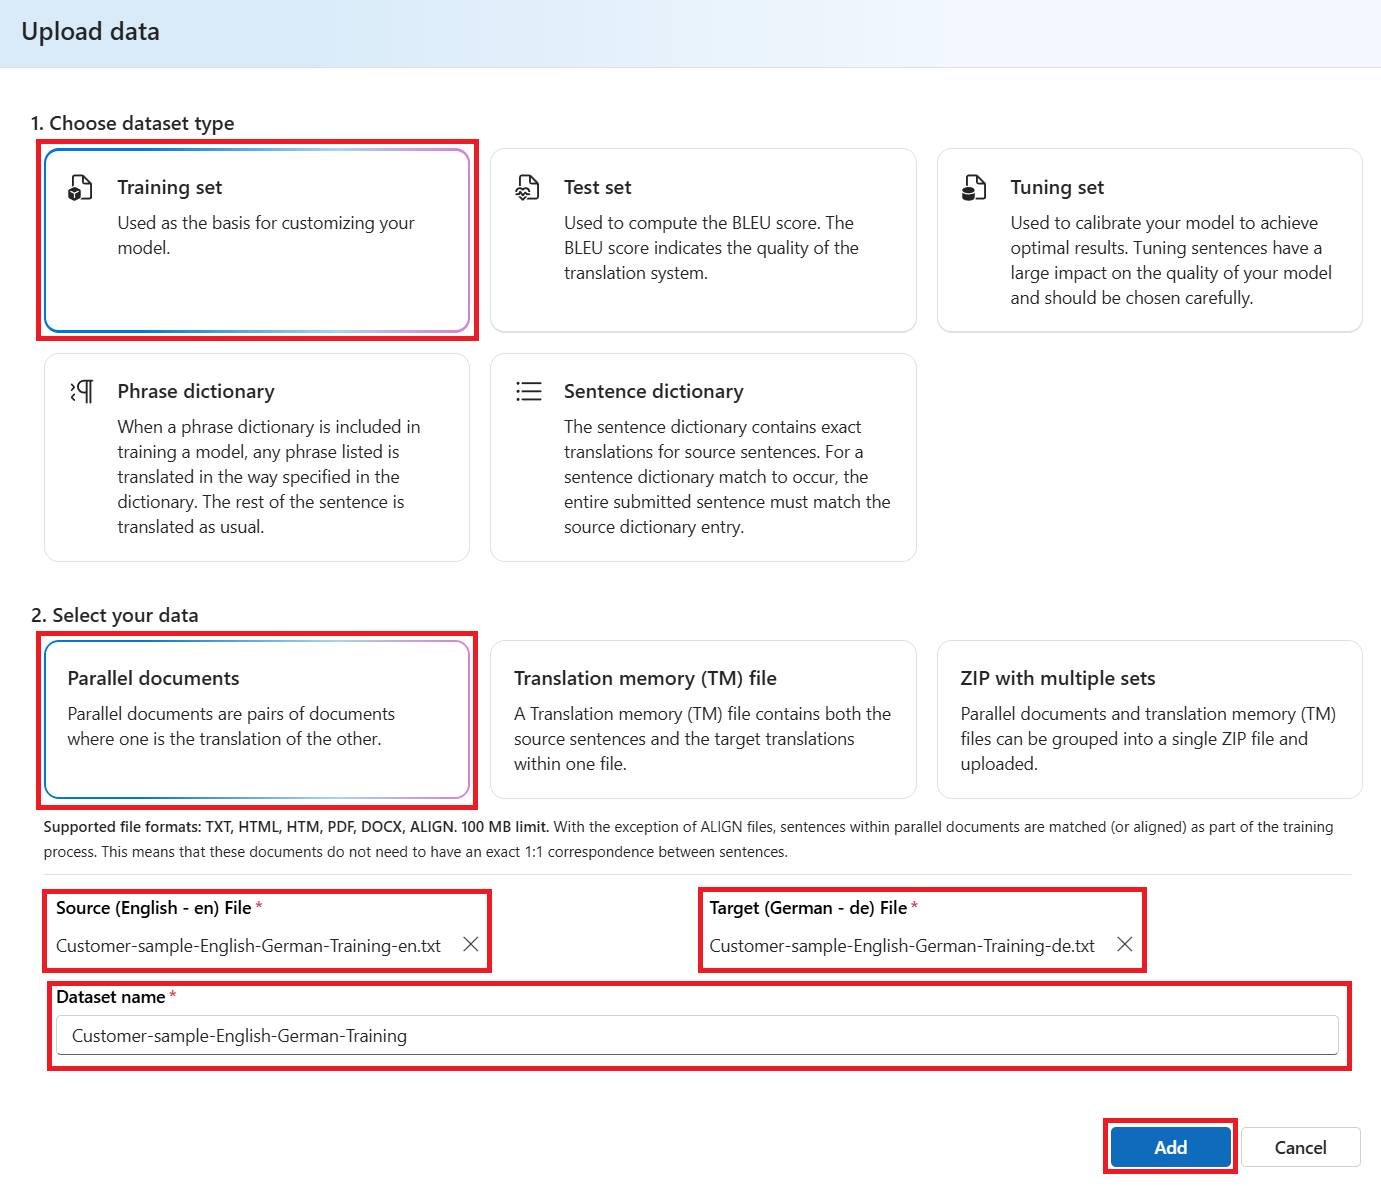 Upload data
1. Choose dataset type
Training set
Used as the basis for customizing your
model.
Test set
Used to compute the BLEU score. The
BLEU score indicates the quality of the
translation system.
Tuning set
Used to calibrate your model to achieve
optimal results. Tuning sentences have a
large impact on the quality of your model
and should be chosen carefully.
Phrase dictionary
When a phrase dictionary is included in
training a model, any phrase listed is
translated in the way specified in the
dictionary. The rest of the sentence is
translated as usual.
Sentence dictionary
The sentence dictionary contains exact
translations for source sentences. For a
sentence dictionary match to occur, the
entire submitted sentence must match the
source dictionary entry.
2. Select your data
Parallel documents
Parallel documents are pairs of documents
where one is the translation of the other.
Translation memory (TM) file
A Translation memory (TM) file contains both the
source sentences and the target translations
within one file.
ZIP with multiple sets
Parallel documents and translation memory (TM)
files can be grouped into a single ZIP file and
uploaded.
Supported file formats: TXT, HTML, HTM, PDF, DOCX, ALIGN. 100 MB limit. With the exception of ALIGN files, sentences within parallel documents are matched (or aligned) as part of the training
process. This means that these documents do not need to have an exact 1:1 correspondence between sentences.
Source (English - en) File *
Customer-sample-English-German-Training-en.txt
Target (German - de) File *
Customer-sample-English-German-Training-de.txt
Dataset name *
Customer-sample-English-German-Training
Add
Cancel